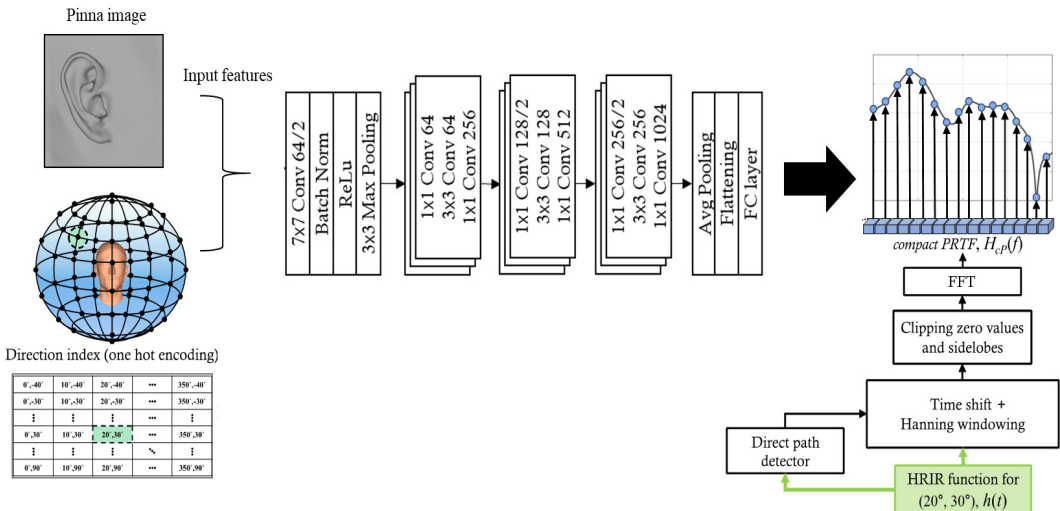 Pinna image
Input features
Direction index (one hot encoding)
0˚,-40˚ 10˚,-40˚ 20˚,-40˚ ••• 350˚,-40˚
0˚,-30˚ 10˚,-30˚ 20˚,-30˚ ••• 350˚,-30˚
0˚,30˚ 10˚,30˚ 20˚,30˚ ••• 350˚,30˚
0˚,90˚ 10˚,90˚ 20˚,90˚ ••• 350˚,90˚
7×7 Conv 64/2
Batch Norm
ReLu
3x3 Max Pooling
1x1 Conv 64
3x3 Conv 64
1x1 Conv 256
1x1 Conv 128/2
3x3 Conv 128
1x1 Conv 512
1x1 Conv 256/2
3x3 Conv 256
1x1 Conv 1024
Avg Pooling
Flattening
FC layer
compact PRTF, H_cP(f)
FFT
Clipping zero values
and sidelobes
Time shift +
Hanning windowing
Direct path
detector
HRIR function for
(20°, 30°), h(t)